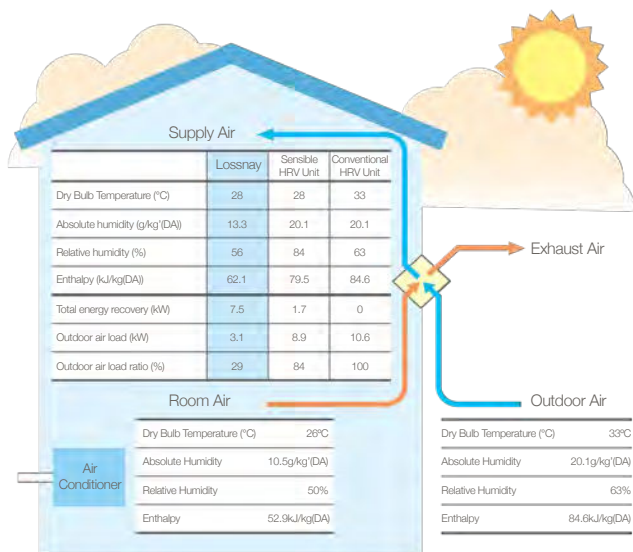 Supply Air
Lossnay Sensible HRV Unit Conventional HRV Unit
Dry Bulb Temperature (°C) 28 28 33
Absolute humidity (g/kg'(DA)) 13.3 20.1 20.1
Relative humidity (%) 56 84 63
Enthalpy (kJ/kg(DA)) 62.1 79.5 84.6
Total energy recovery (kW) 7.5 1.7 0
Outdoor air load (kW) 3.1 8.9 10.6
Outdoor air load ratio (%) 29 84 100
Exhaust Air
Room Air
Dry Bulb Temperature (°C) 26ºC
Absolute Humidity 10.5g/kg'(DA)
Relative Humidity 50%
Enthalpy 52.9kJ/kg(DA)
Air
Conditioner
Outdoor Air
Dry Bulb Temperature (°C) 33ºC
Absolute Humidity 20.1g/kg'(DA)
Relative Humidity 63%
Enthalpy 84.6kJ/kg(DA)